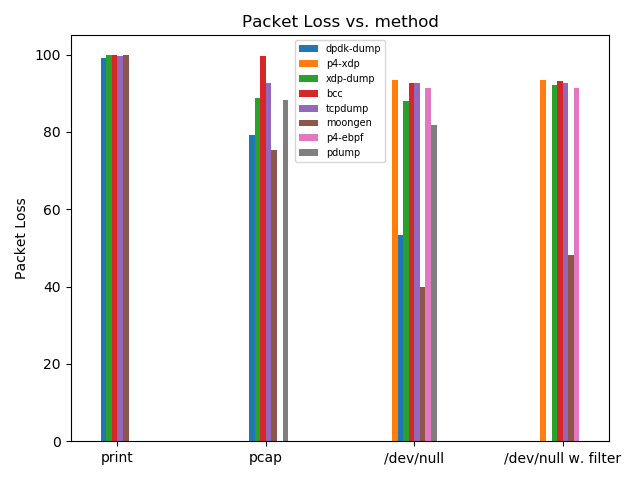 Packet Loss vs. method
Packet Loss
100
80
60
40
20
0
dpdk-dump
p4-xdp
xdp-dump
bcc
tcpdump
moongen
p4-ebpf
pdump
print
pcap
/dev/null
/dev/null w. filter